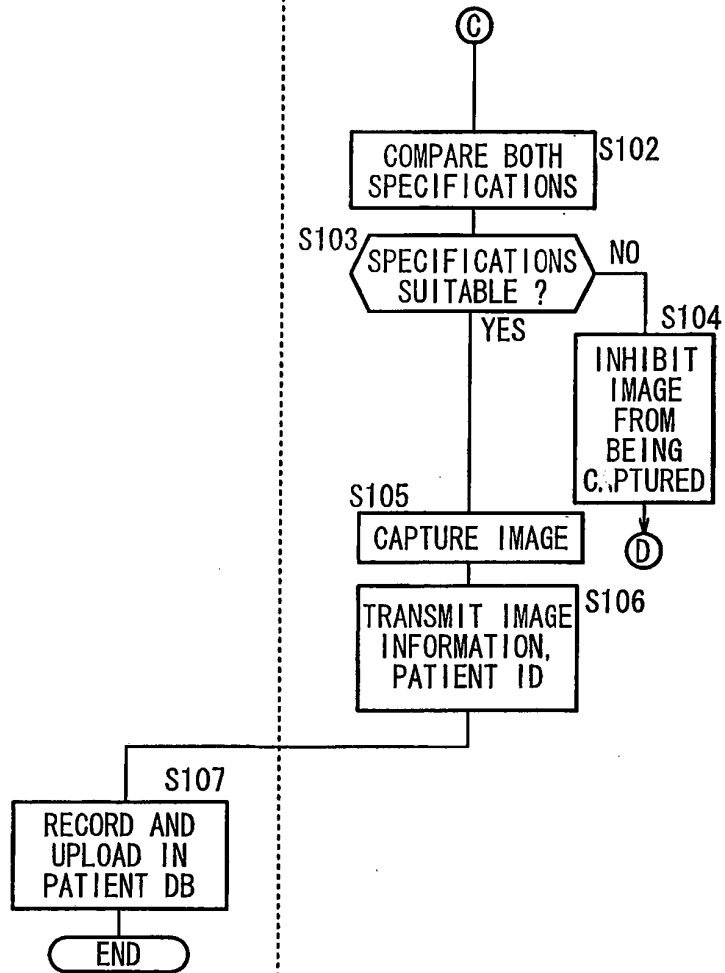 C
S102
COMPARE BOTH
SPECIFICATIONS
S103
SPECIFICATIONS
SUITABLE ?
NO
YES
S104
INHIBIT
IMAGE
FROM
BEING
CAPTURED
D
S105
CAPTURE IMAGE
S106
TRANSMIT IMAGE
INFORMATION,
PATIENT ID
S107
RECORD AND
UPLOAD IN
PATIENT DB
END